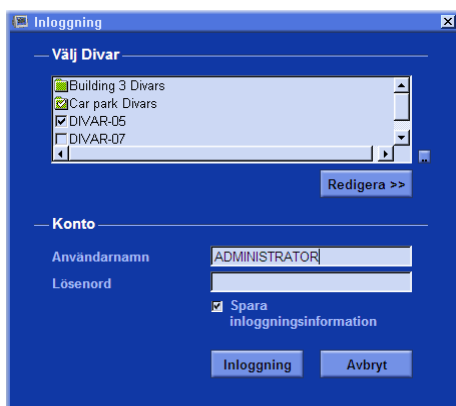 Inloggning
Välj Divar
Building 3 Divars
Car park Divars
DIVAR-05
DIVAR-07
..
Redigera >>
Konto
Användarnamn
ADMINISTRATOR
Lösenord
Spara
inloggningsinformation
Inloggning
Avbryt